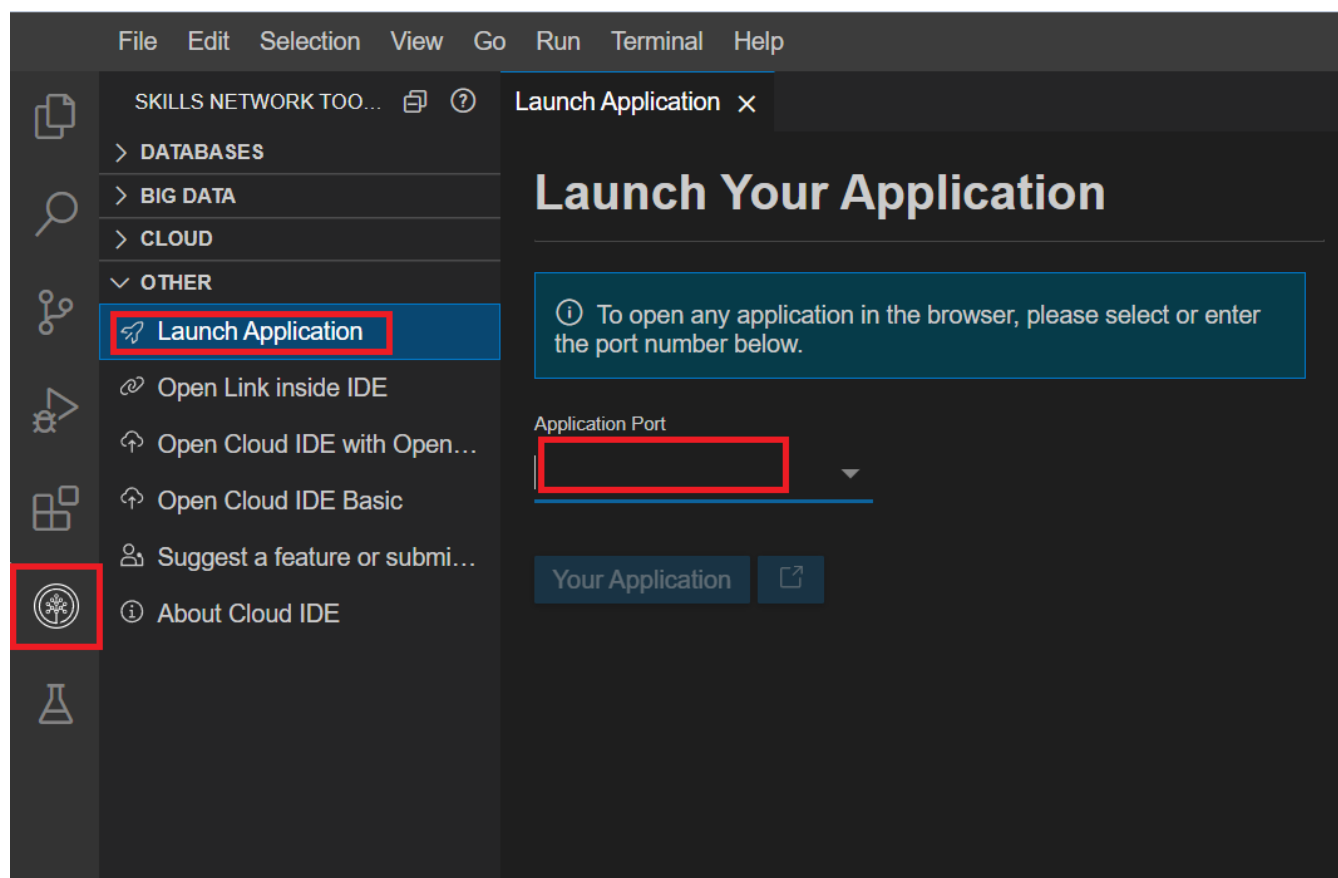 File Edit Selection View Go Run Terminal Help
SKILLS NETWORK TOO...
DATABASES
BIG DATA
CLOUD
OTHER
Launch Application
Open Link inside IDE
Open Cloud IDE with Open...
Open Cloud IDE Basic
Suggest a feature or submi...
About Cloud IDE
Launch Application
Launch Your Application
To open any application in the browser, please select or enter
the port number below.
Application Port
Your Application